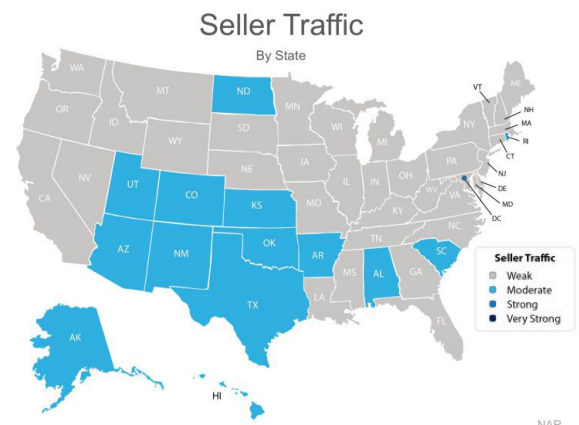 Seller Traffic
By State
WA
MT
ND
MN
ME
VT
NH
MA
RI
CT
NY
OR
ID
SD
WI
MI
WY
IA
NE
PA
NJ
DE
MD
DC
NV
UT
CO
KS
MO
IL
IN
OH
WV
VA
KY
CA
NC
TN
AZ
NM
OK
AR
SC
MS
AL
GA
TX
LA
FL
AK
HI
Seller Traffic
Weak
Moderate
Strong
Very Strong
NAR